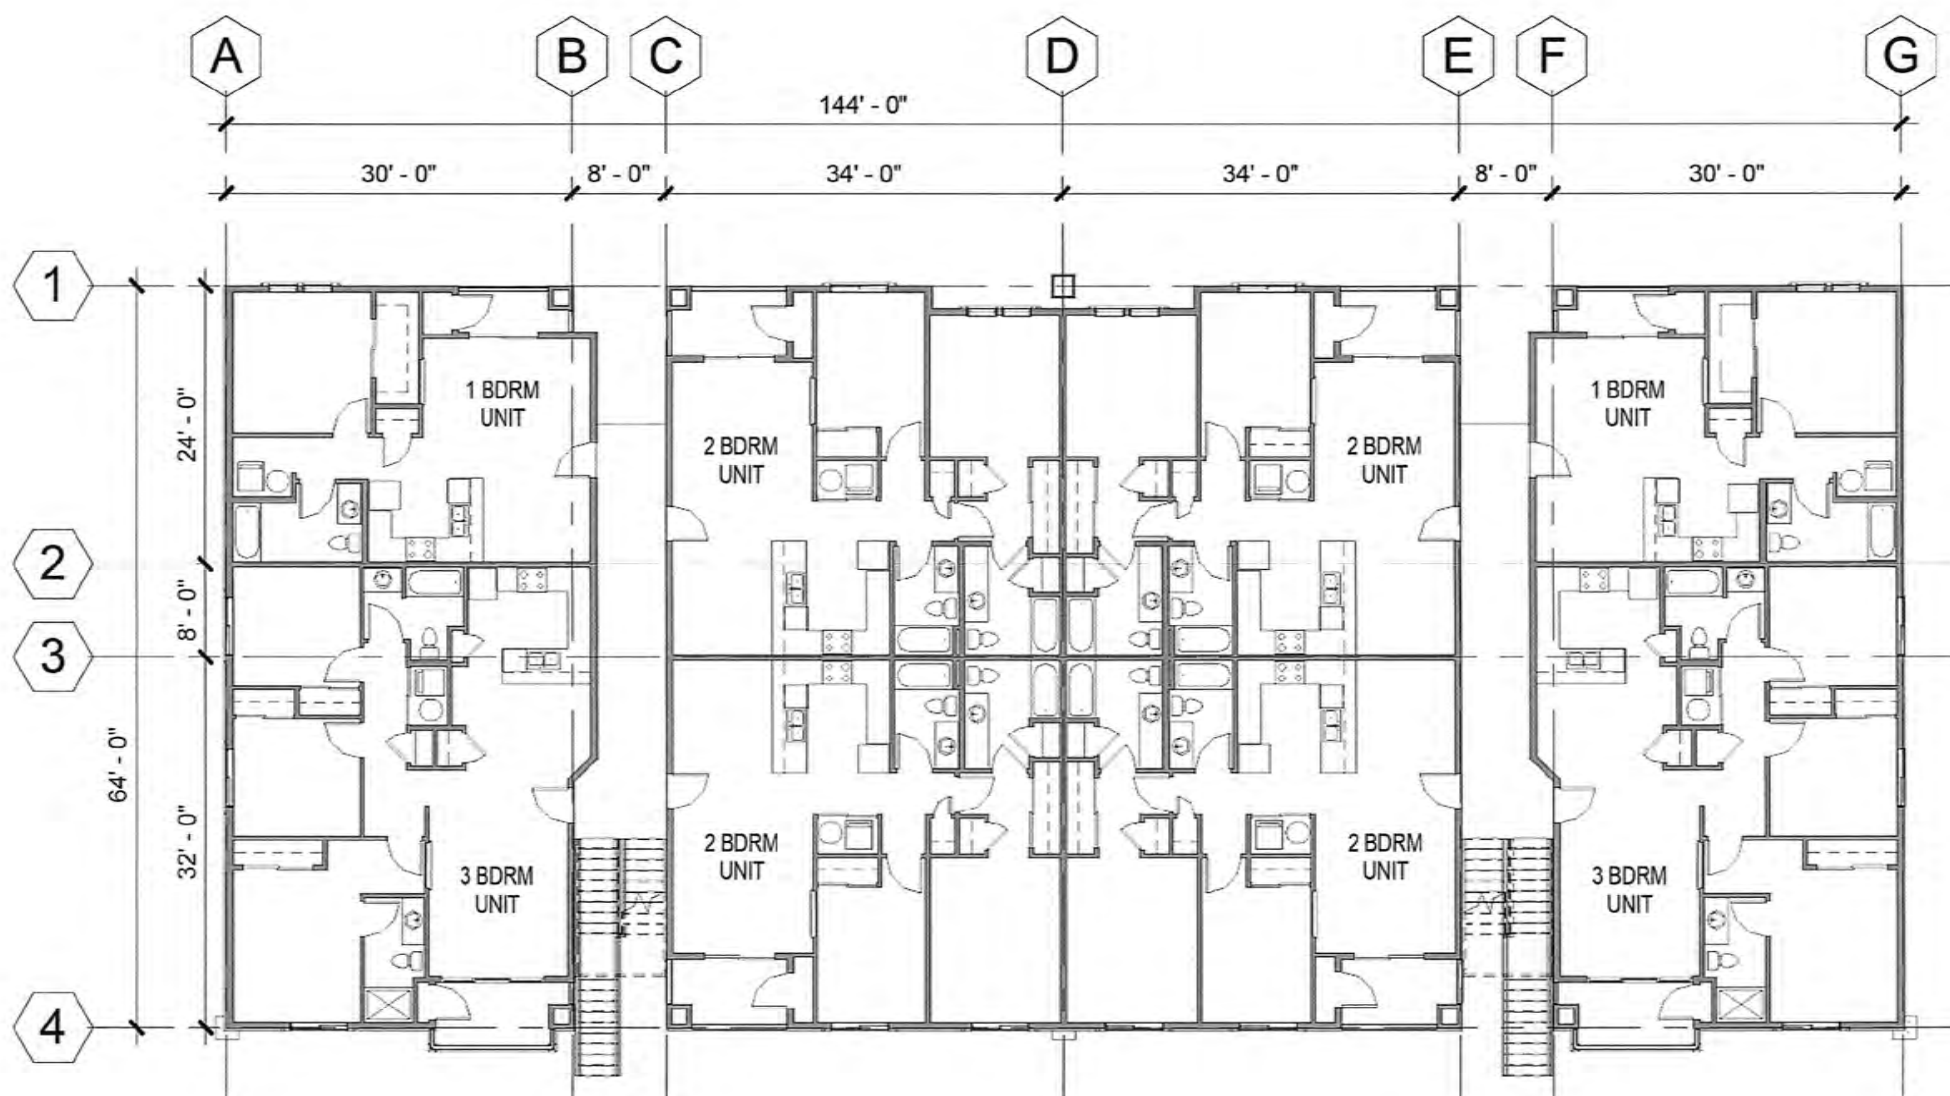 A B C D E F G
144' - 0"
30' - 0" 8' - 0" 34' - 0" 34' - 0" 8' - 0" 30' - 0"
1
2
3
4
24' - 0"
8' - 0"
64' - 0"
32' - 0"
1 BDRM
UNIT
2 BDRM
UNIT
2 BDRM
UNIT
1 BDRM
UNIT
3 BDRM
UNIT
2 BDRM
UNIT
2 BDRM
UNIT
3 BDRM
UNIT